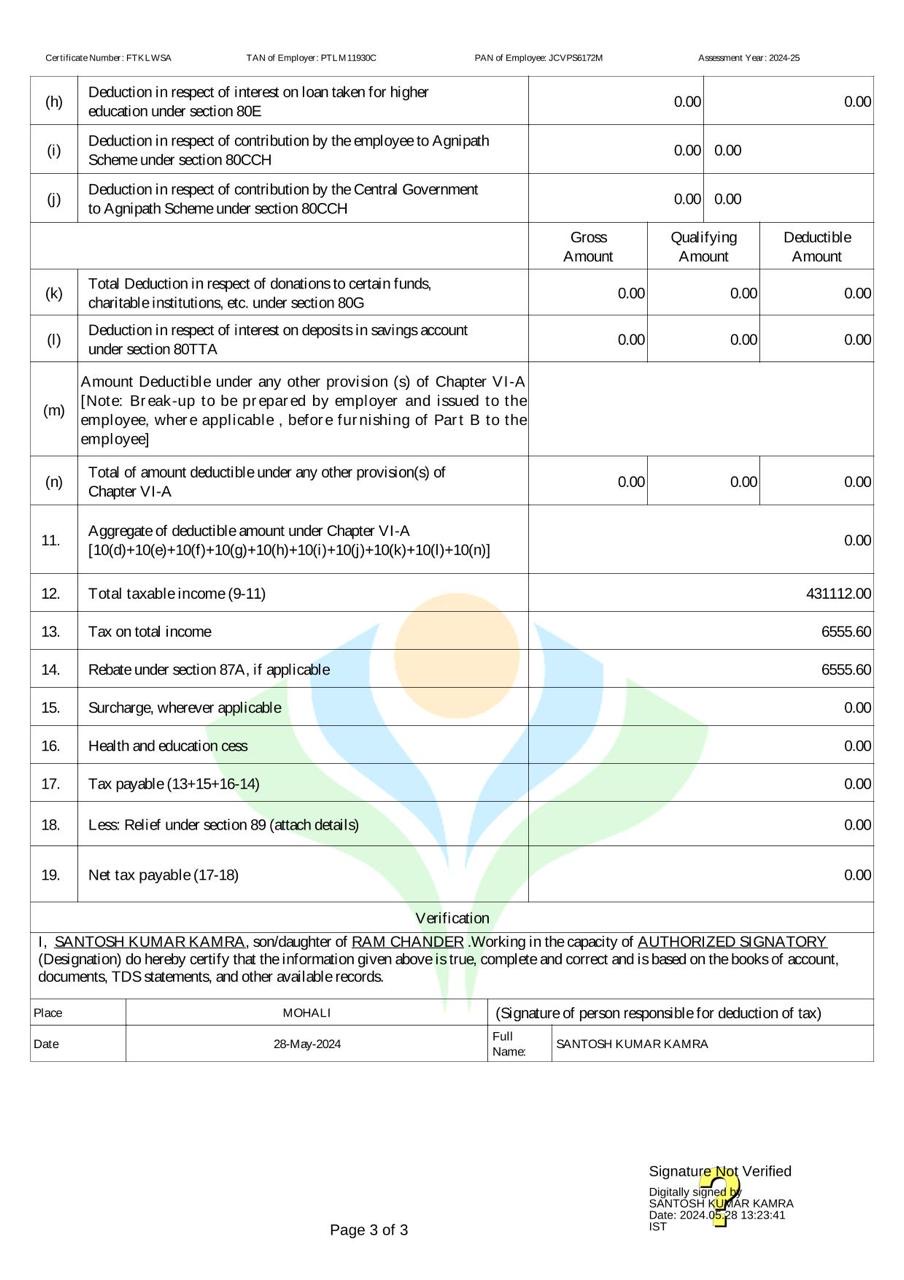 Certificate Number: FTKLWSA TAN of Employer: PTLM11930C PAN of Employee: JCVPS6172M Assessment Year: 2024-25
(h) Deduction in respect of interest on loan taken for higher
education under section 80E 0.00 0.00
(i) Deduction in respect of contribution by the employee to Agnipath
Scheme under section 80CCH 0.00 0.00
(j) Deduction in respect of contribution by the Central Government
to Agnipath Scheme under section 80CCH 0.00 0.00
Gross Qualifying Deductible
Amount Amount Amount
(k) Total Deduction in respect of donations to certain funds,
charitable institutions, etc. under section 80G 0.00 0.00 0.00
(l) Deduction in respect of interest on deposits in savings account
under section 80TTA 0.00 0.00 0.00
(m) Amount Deductible under any other provision (s) of Chapter VI-A
[Note: Break-up to be prepared by employer and issued to the
employee, where applicable , before furnishing of Part B to the
employee]
(n) Total of amount deductible under any other provision(s) of
Chapter VI-A 0.00 0.00 0.00
11. Aggregate of deductible amount under Chapter VI-A
[10(d)+10(e)+10(f)+10(g)+10(h)+10(i)+10(j)+10(k)+10(l)+10(n)] 0.00
12. Total taxable income (9-11) 431112.00
13. Tax on total income 6555.60
14. Rebate under section 87A, if applicable 6555.60
15. Surcharge, wherever applicable 0.00
16. Health and education cess 0.00
17. Tax payable (13+15+16-14) 0.00
18. Less: Relief under section 89 (attach details) 0.00
19. Net tax payable (17-18) 0.00
Verification
I, SANTOSH KUMAR KAMRA, son/daughter of RAM CHANDER .Working in the capacity of AUTHORIZED SIGNATORY
(Designation) do hereby certify that the information given above is true, complete and correct and is based on the books of account,
documents, TDS statements, and other available records.
Place MOHALI (Signature of person responsible for deduction of tax)
Date 28-May-2024 Full
Name: SANTOSH KUMAR KAMRA
Signature Not Verified
Digitally signed by
SANTOSH KUMAR KAMRA
Date: 2024.05.28 13:23:41
IST
Page 3 of 3